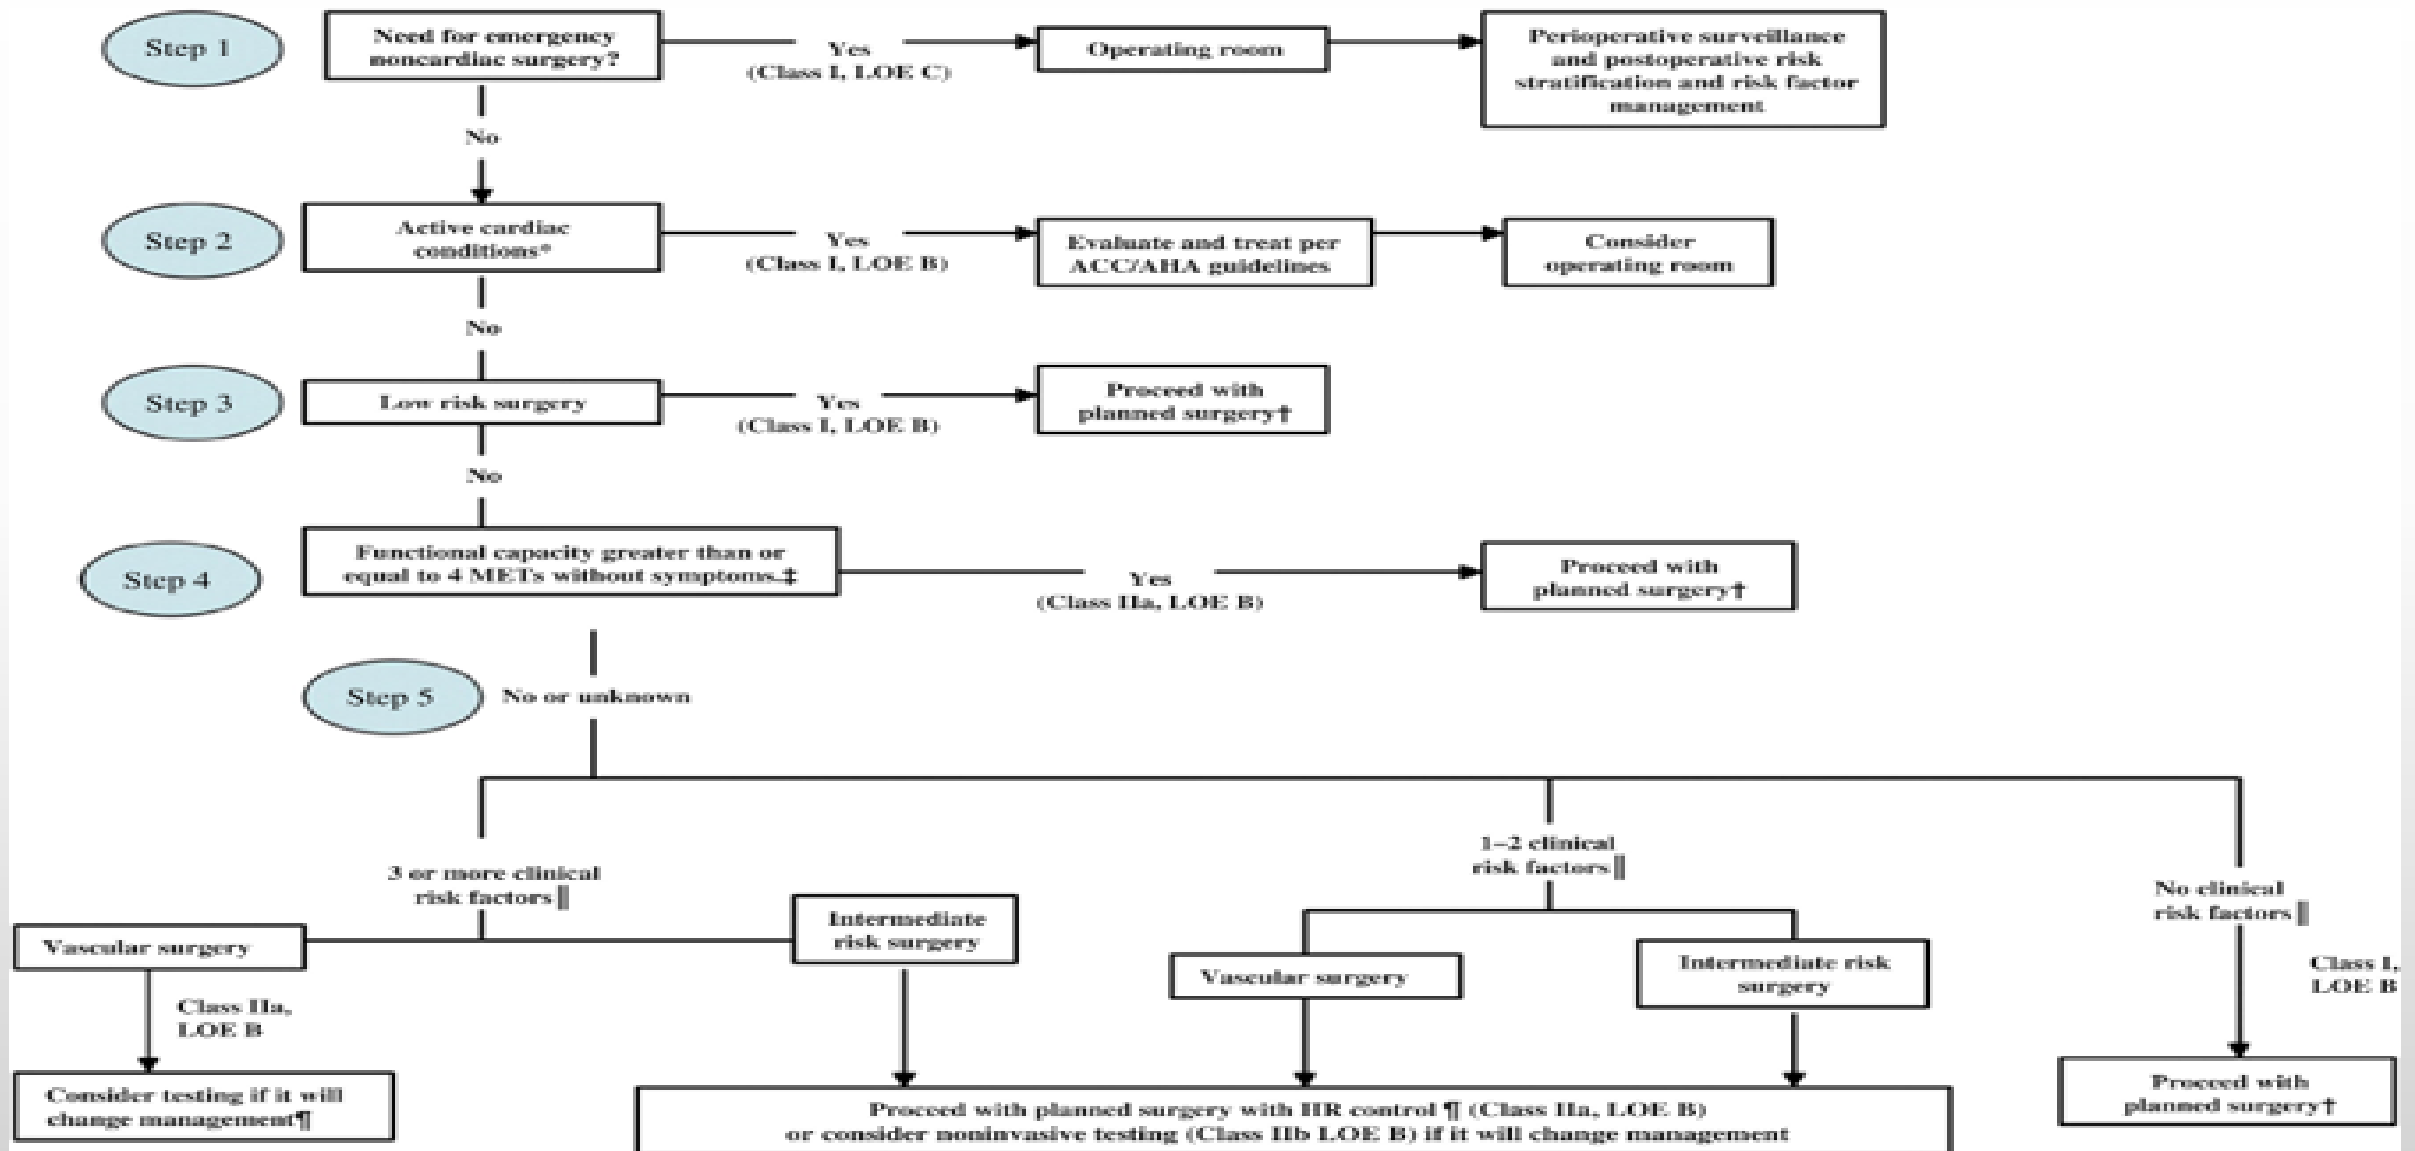 Step 1
Need for emergency
noncardiac surgery?
Yes
(Class I, LOE C)
Operating room
Perioperative surveillance
and postoperative risk
stratification and risk factor
management
No
Step 2
Active cardiac
conditions*
Yes
(Class I, LOE B)
Evaluate and treat per
ACC/AHA guidelines
Consider
operating room
No
Step 3
Low risk surgery
Yes
(Class I, LOE B)
Proceed with
planned surgery†
No
Step 4
Functional capacity greater than or
equal to 4 METs without symptoms.‡
Yes
(Class IIa, LOE B)
Proceed with
planned surgery†
Step 5
No or unknown
3 or more clinical
risk factors‖
1–2 clinical
risk factors‖
No clinical
risk factors‖
Vascular surgery
Intermediate
risk surgery
Vascular surgery
Intermediate risk
surgery
Class I,
LOE B
Class IIa,
LOE B
Consider testing if it will
change management¶
Proceed with planned surgery with HR control ¶ (Class IIa, LOE B)
or consider noninvasive testing (Class IIb LOE B) if it will change management
Proceed with
planned surgery†